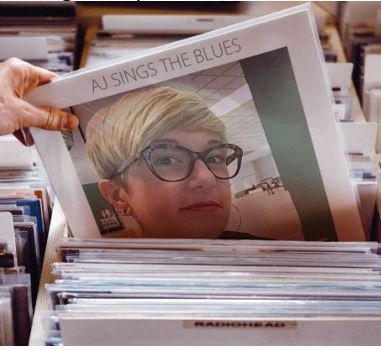 AJ SINGS THE BLUES
RADIOHEAD